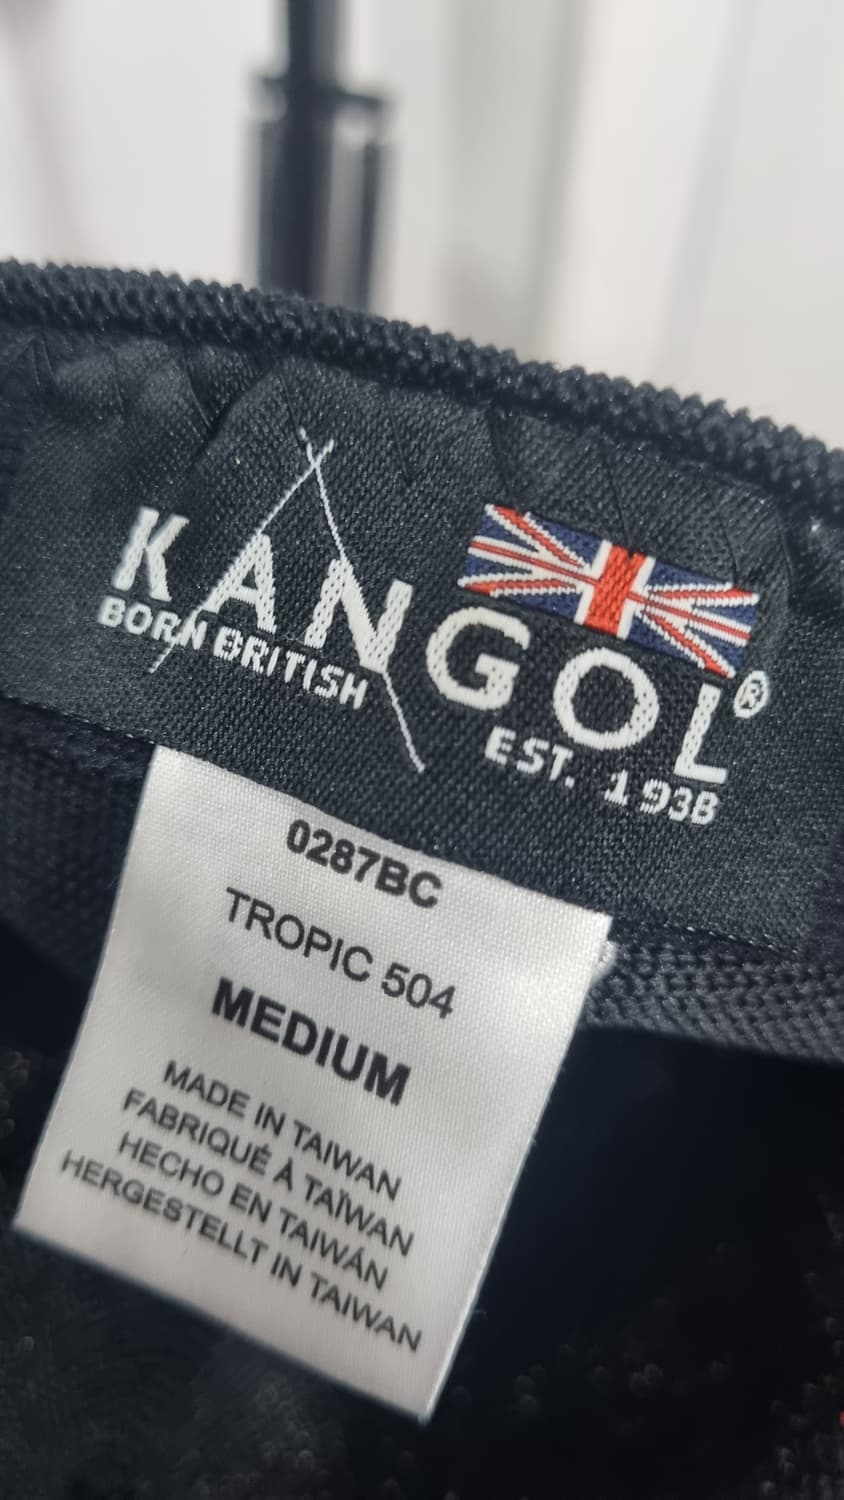 KANGOL®
BORN BRITISH
EST. 1938
0287BC
TROPIC 504
MEDIUM
MADE IN TAIWAN
FABRIQUÉ À TAÏWAN
HECHO EN TAIWÁN
HERGESTELLT IN TAIWAN